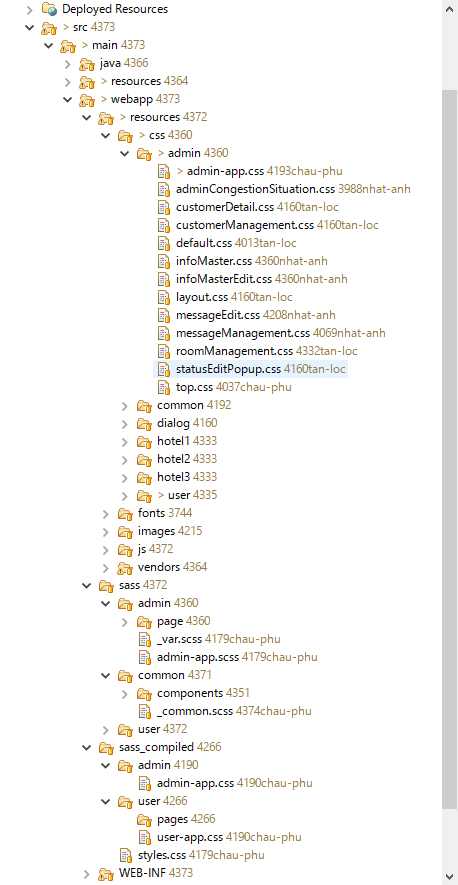 Deployed Resources
> src 4373
> main 4373
java 4366
> resources 4364
> webapp 4373
> resources 4372
> css 4360
> admin 4360
> admin-app.css 4193chau-phu
adminCongestionSituation.css 3988nhat-anh
customerDetail.css 4160tan-loc
customerManagement.css 4160tan-loc
default.css 4013tan-loc
infoMaster.css 4360nhat-anh
infoMasterEdit.css 4360nhat-anh
layout.css 4160tan-loc
messageEdit.css 4208nhat-anh
messageManagement.css 4069nhat-anh
roomManagement.css 4332tan-loc
statusEditPopup.css 4160tan-loc
top.css 4037chau-phu
common 4192
dialog 4160
hotel1 4333
hotel2 4333
hotel3 4333
> user 4335
fonts 3744
images 4215
js 4372
vendors 4364
sass 4372
admin 4360
page 4360
_var.scss 4179chau-phu
admin-app.scss 4179chau-phu
common 4371
components 4351
_common.scss 4374chau-phu
user 4372
sass_compiled 4266
admin 4190
admin-app.css 4190chau-phu
user 4266
pages 4266
user-app.css 4190chau-phu
styles.css 4179chau-phu
WEB-INF 4373